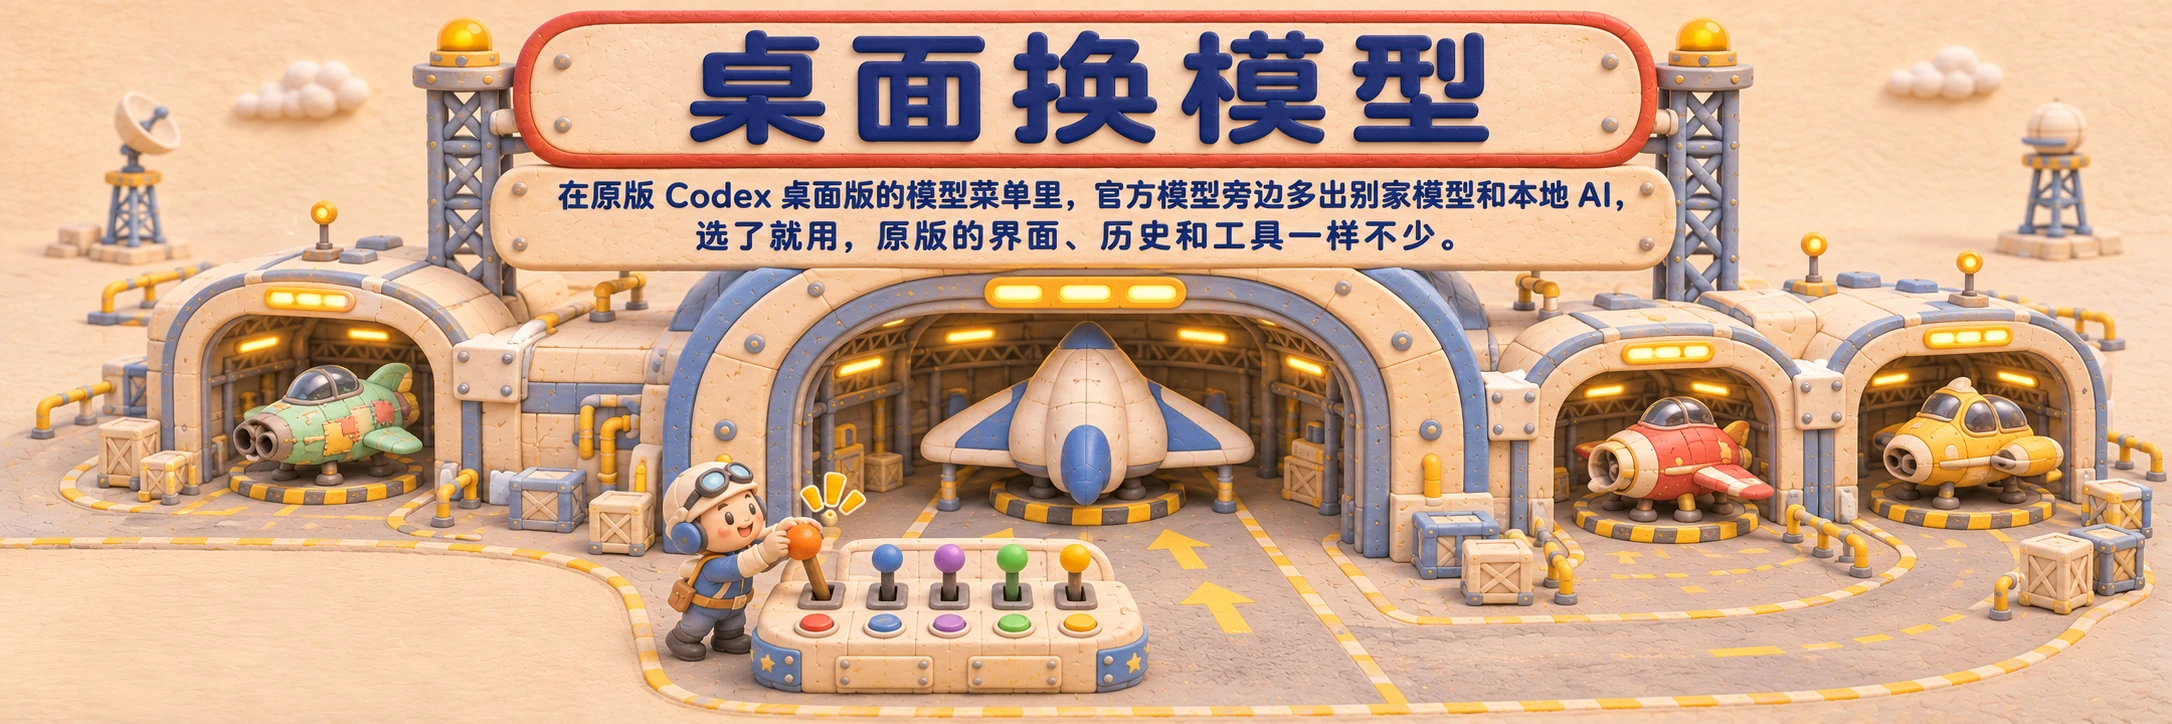 桌面换模型
在原版 Codex 桌面版的模型菜单里，官方模型旁边多出别家模型和本地 AI，
选了就用，原版的界面、历史和工具一样不少。